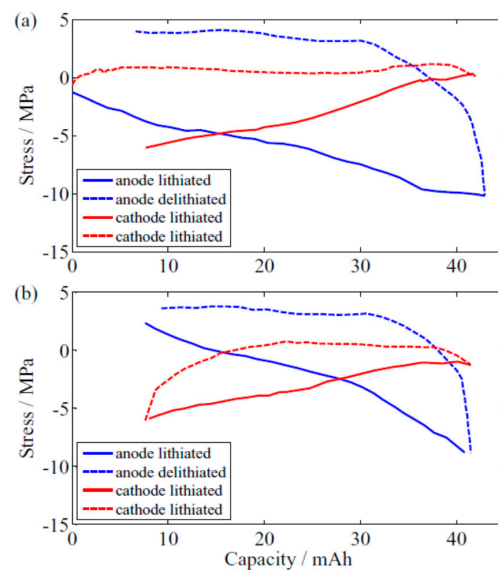 (a)
5
0
-5
-10
-15
Stress / MPa
0
10
20
30
40
anode lithiated
anode delithiated
cathode lithiated
cathode lithiated
(b)
5
0
-5
-10
-15
Stress / MPa
anode lithiated
anode delithiated
cathode lithiated
cathode lithiated
0
10
20
30
40
Capacity / mAh